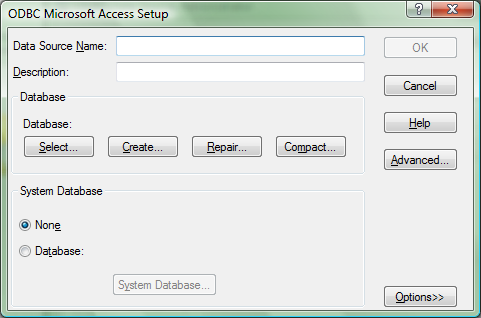 ODBC Microsoft Access Setup
Data Source Name:
OK
Description:
Cancel
Database
Database:
Help
Select...
Create...
Repair...
Compact...
Advanced...
System Database
None
Database:
System Database...
Options>>